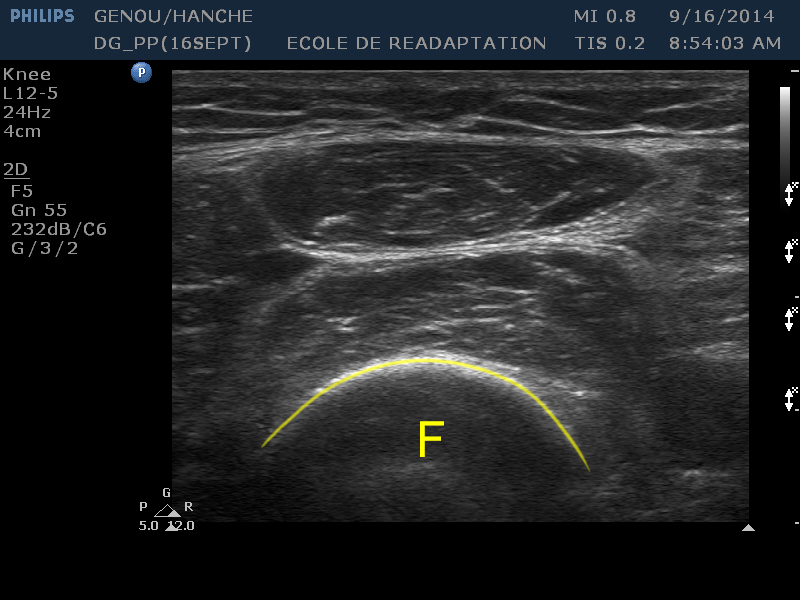 PHILIPS GENOU/HANCHE MI 0.8 9/16/2014
DG_PP(16SEPT) ECOLE DE READAPTATION TIS 0.2 8:54:03 AM
Knee
L12-5
24Hz
4cm
2D
F5
Gn 55
232dB/C6
G/3/2
P
F
G
P R
5.0 12.0